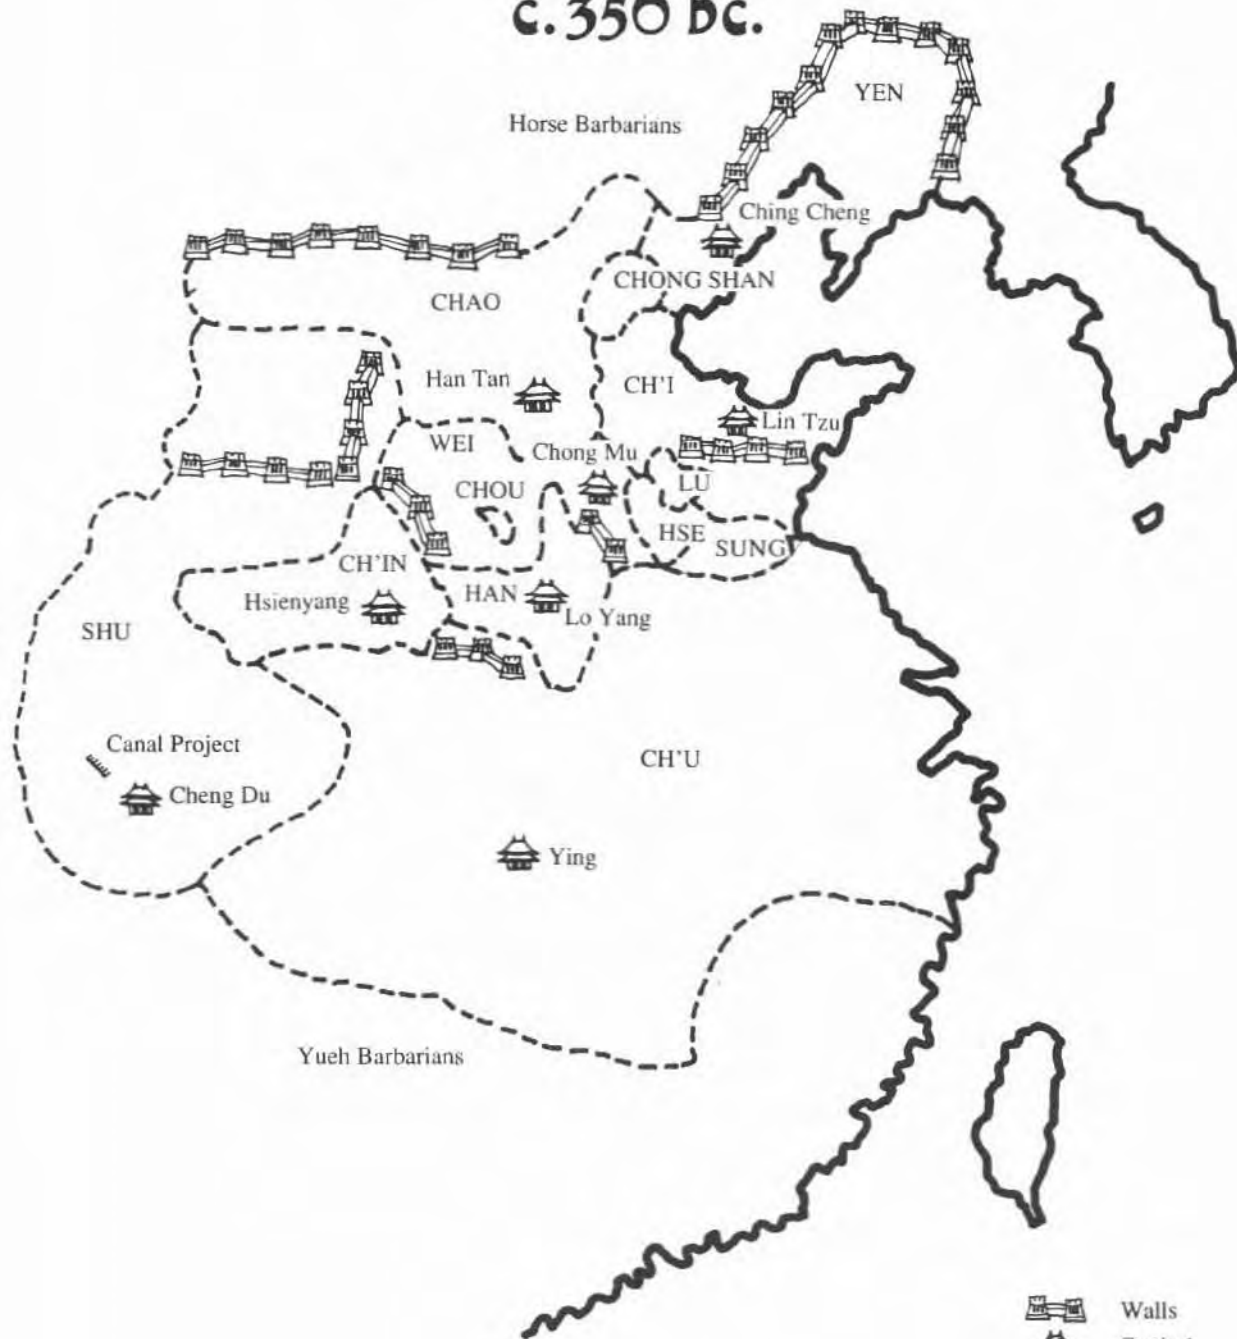 c. 350 BC.
YEN
Horse Barbarians
Ching Cheng
CHONG SHAN
CHAO
Han Tan
CH'I
Lin Tzu
WEI
Chong Mu
LU
CHOU
HSE
SUNG
CH'IN
HAN
Hsienyang
Lo Yang
SHU
Canal Project
CH'U
Cheng Du
Ying
Yueh Barbarians
Walls